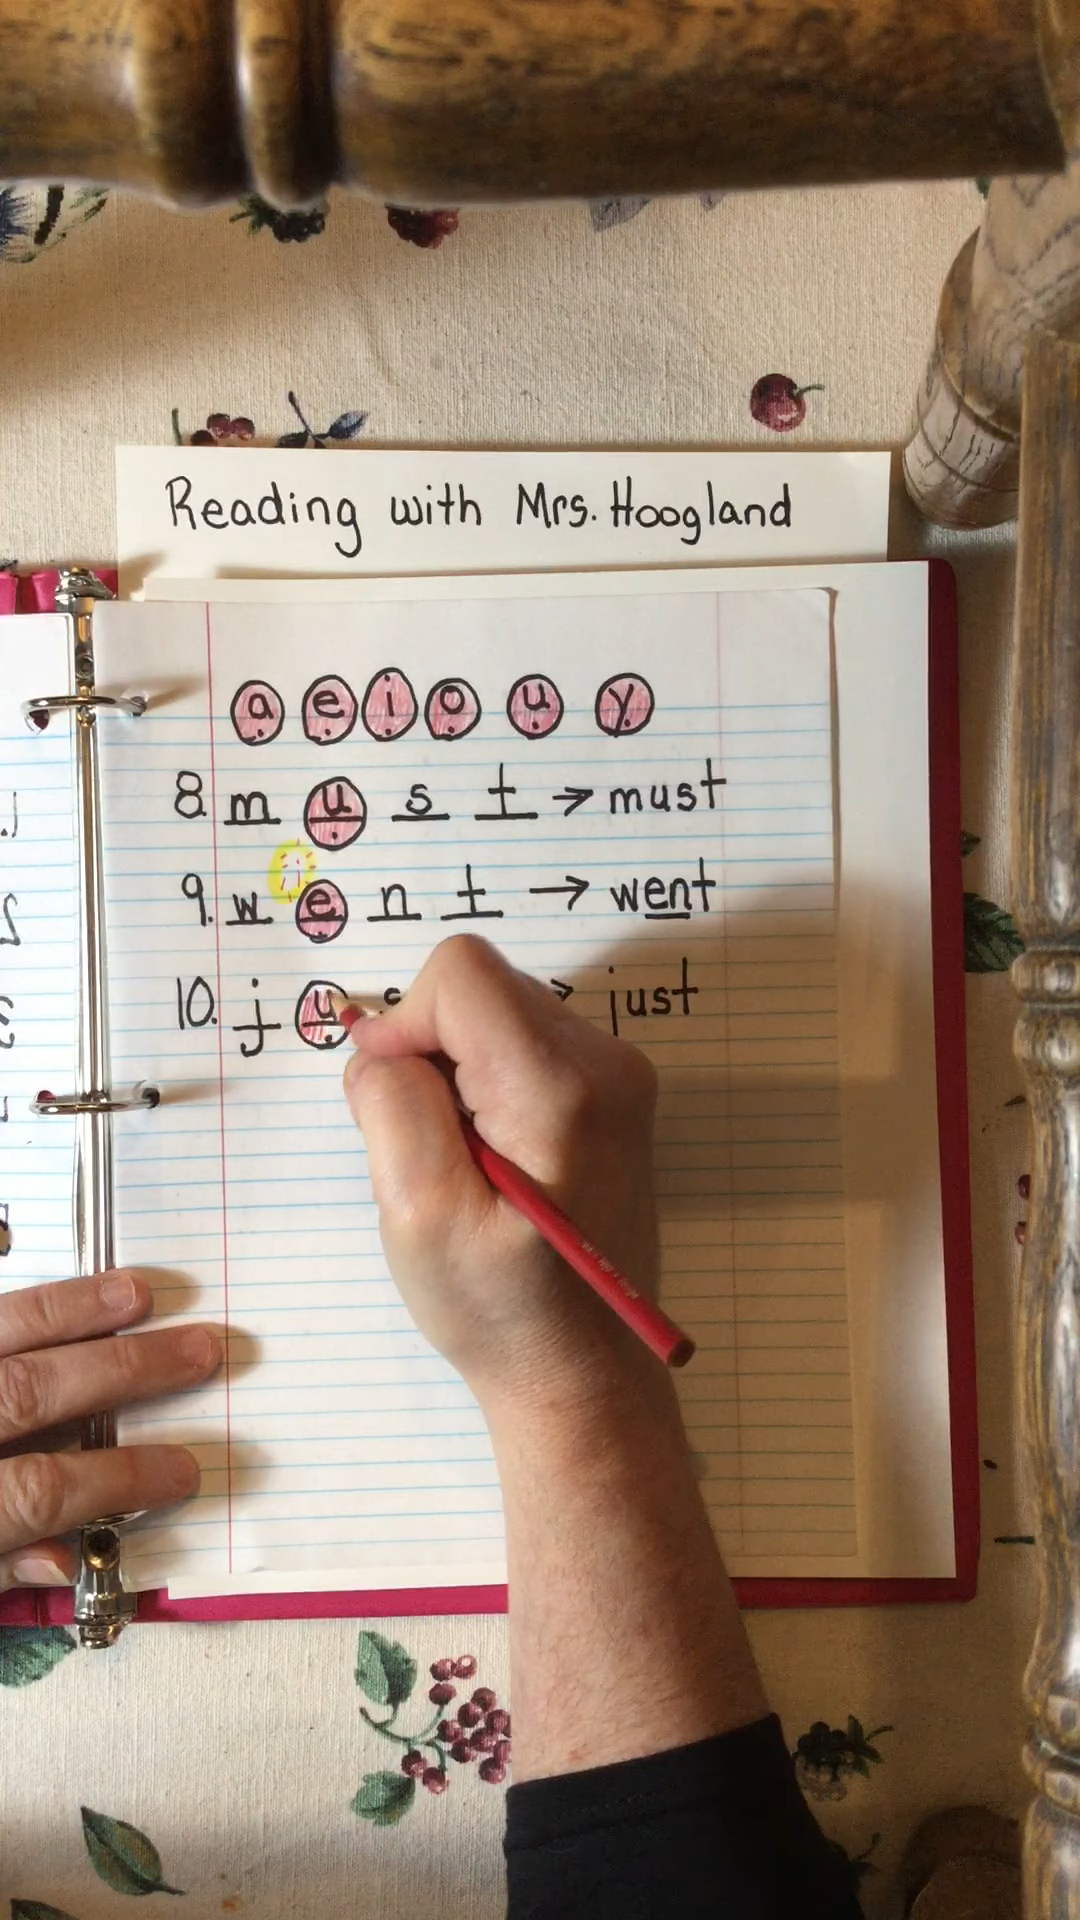 Reading with Mrs. Hoogland
a e i o u y
8. m u s t → must
i
9. w e n t → went
10. j u s → just